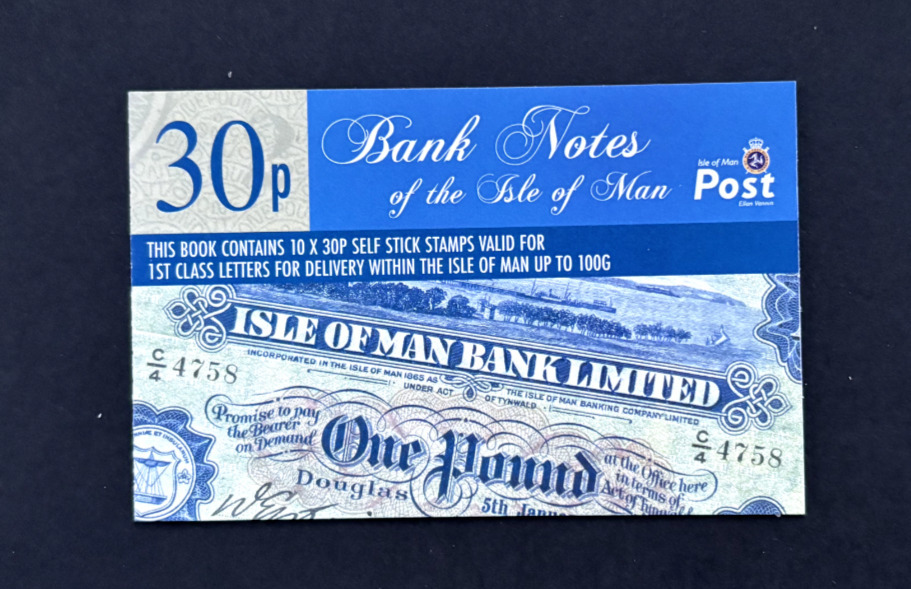 30p
Bank Notes
of the Isle of Man
Isle of Man
Post
Ellan Vannin
THIS BOOK CONTAINS 10 X 30P SELF STICK STAMPS VALID FOR
1ST CLASS LETTERS FOR DELIVERY WITHIN THE ISLE OF MAN UP TO 100G
ISLE OF MAN BANK LIMITED
INCORPORATED IN THE ISLE OF MAN 1865 AS THE ISLE OF MAN BANKING COMPANY LIMITED
UNDER ACT OF TYNWALD
C/4 4758
Promise to pay
the Bearer
on Demand
One Pound
at the Office here
in terms of
Act of
C/4 4758
Douglas
5th